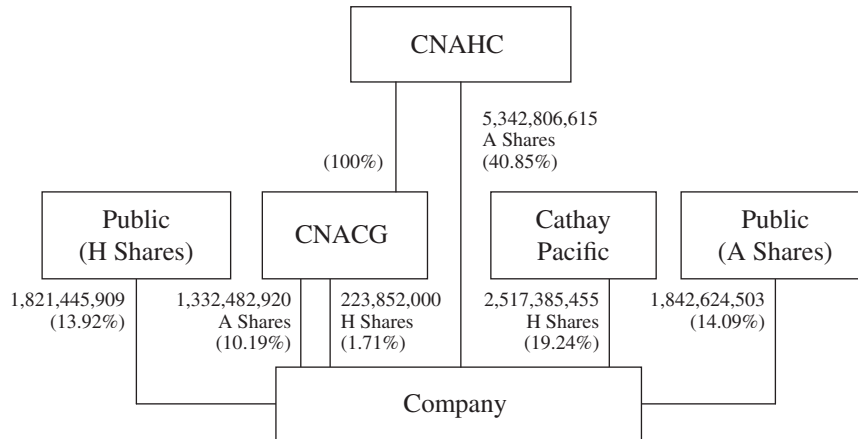 CNAHC
5,342,806,615
A Shares
(40.85%)
(100%)
Public
(H Shares)
CNACG
Cathay
Pacific
Public
(A Shares)
1,821,445,909
(13.92%)
1,332,482,920
A Shares
(10.19%)
223,852,000
H Shares
(1.71%)
2,517,385,455
H Shares
(19.24%)
1,842,624,503
(14.09%)
Company